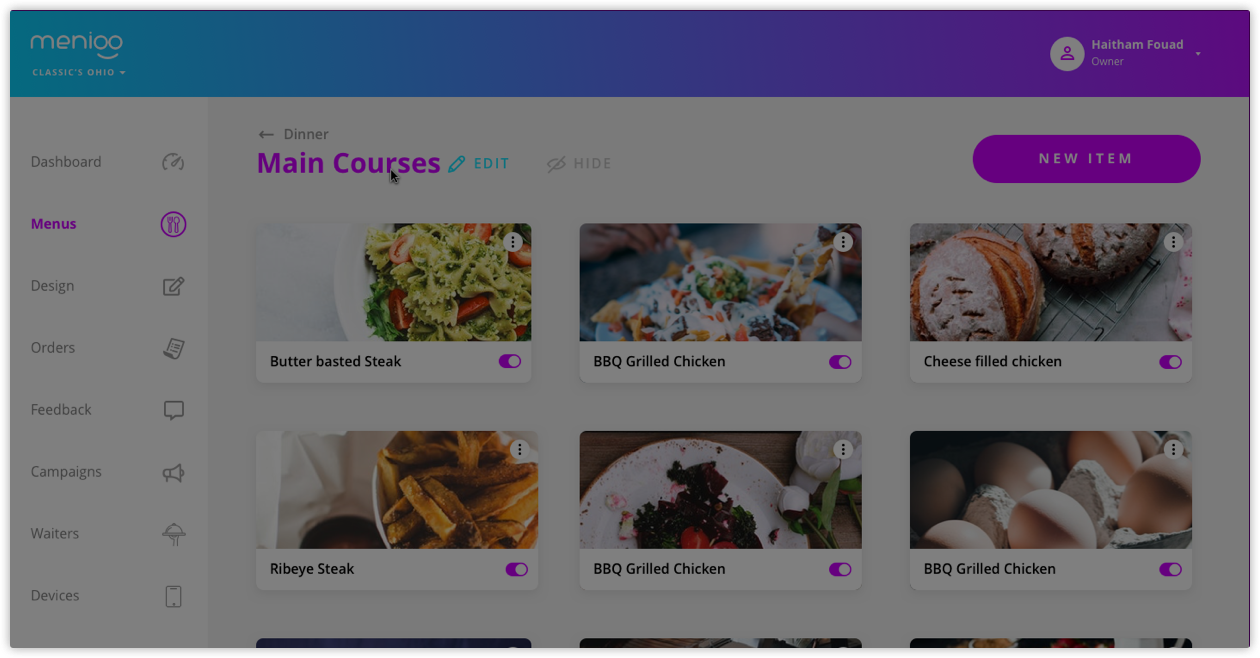 menigo
CLASSIC'S OHIO
Haitham Fouad
Owner
Dashboard
Menus
Design
Orders
Feedback
Campaigns
Waiters
Devices
Dinner
Main Courses
EDIT
HIDE
NEW ITEM
Butter basted Steak
BBQ Grilled Chicken
Cheese filled chicken
Ribeye Steak
BBQ Grilled Chicken
BBQ Grilled Chicken